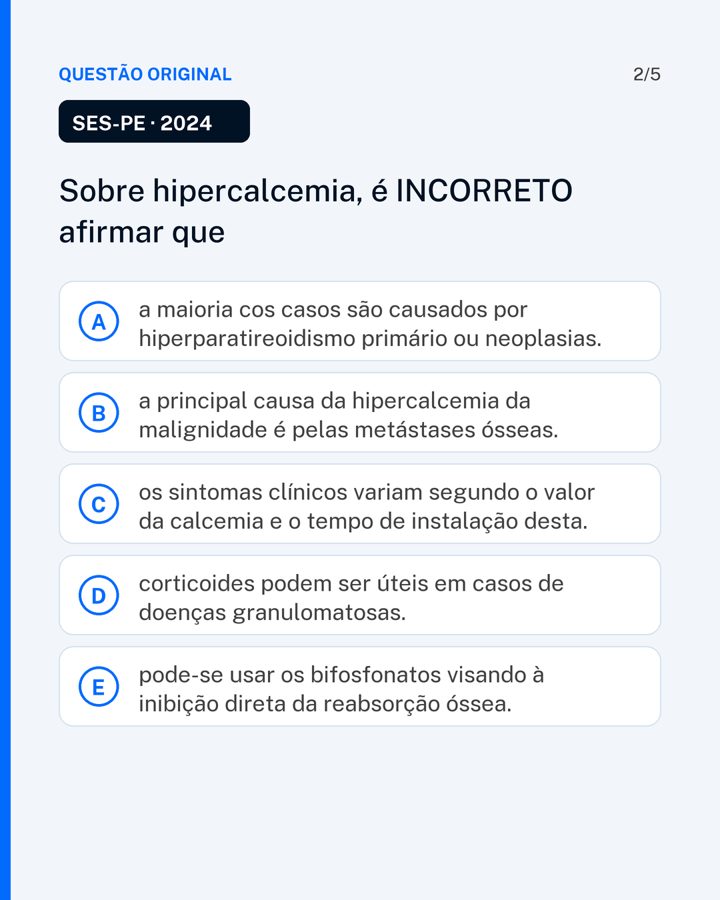 QUESTÃO ORIGINAL
2/5
SES-PE · 2024
Sobre hipercalcemia, é INCORRETO
afirmar que
A
a maioria cos casos são causados por
hiperparatireoidismo primário ou neoplasias.
B
a principal causa da hipercalcemia da
malignidade é pelas metástases ósseas.
C
os sintomas clínicos variam segundo o valor
da calcemia e o tempo de instalação desta.
D
corticoides podem ser úteis em casos de
doenças granulomatosas.
E
pode-se usar os bifosfonatos visando à
inibição direta da reabsorção óssea.